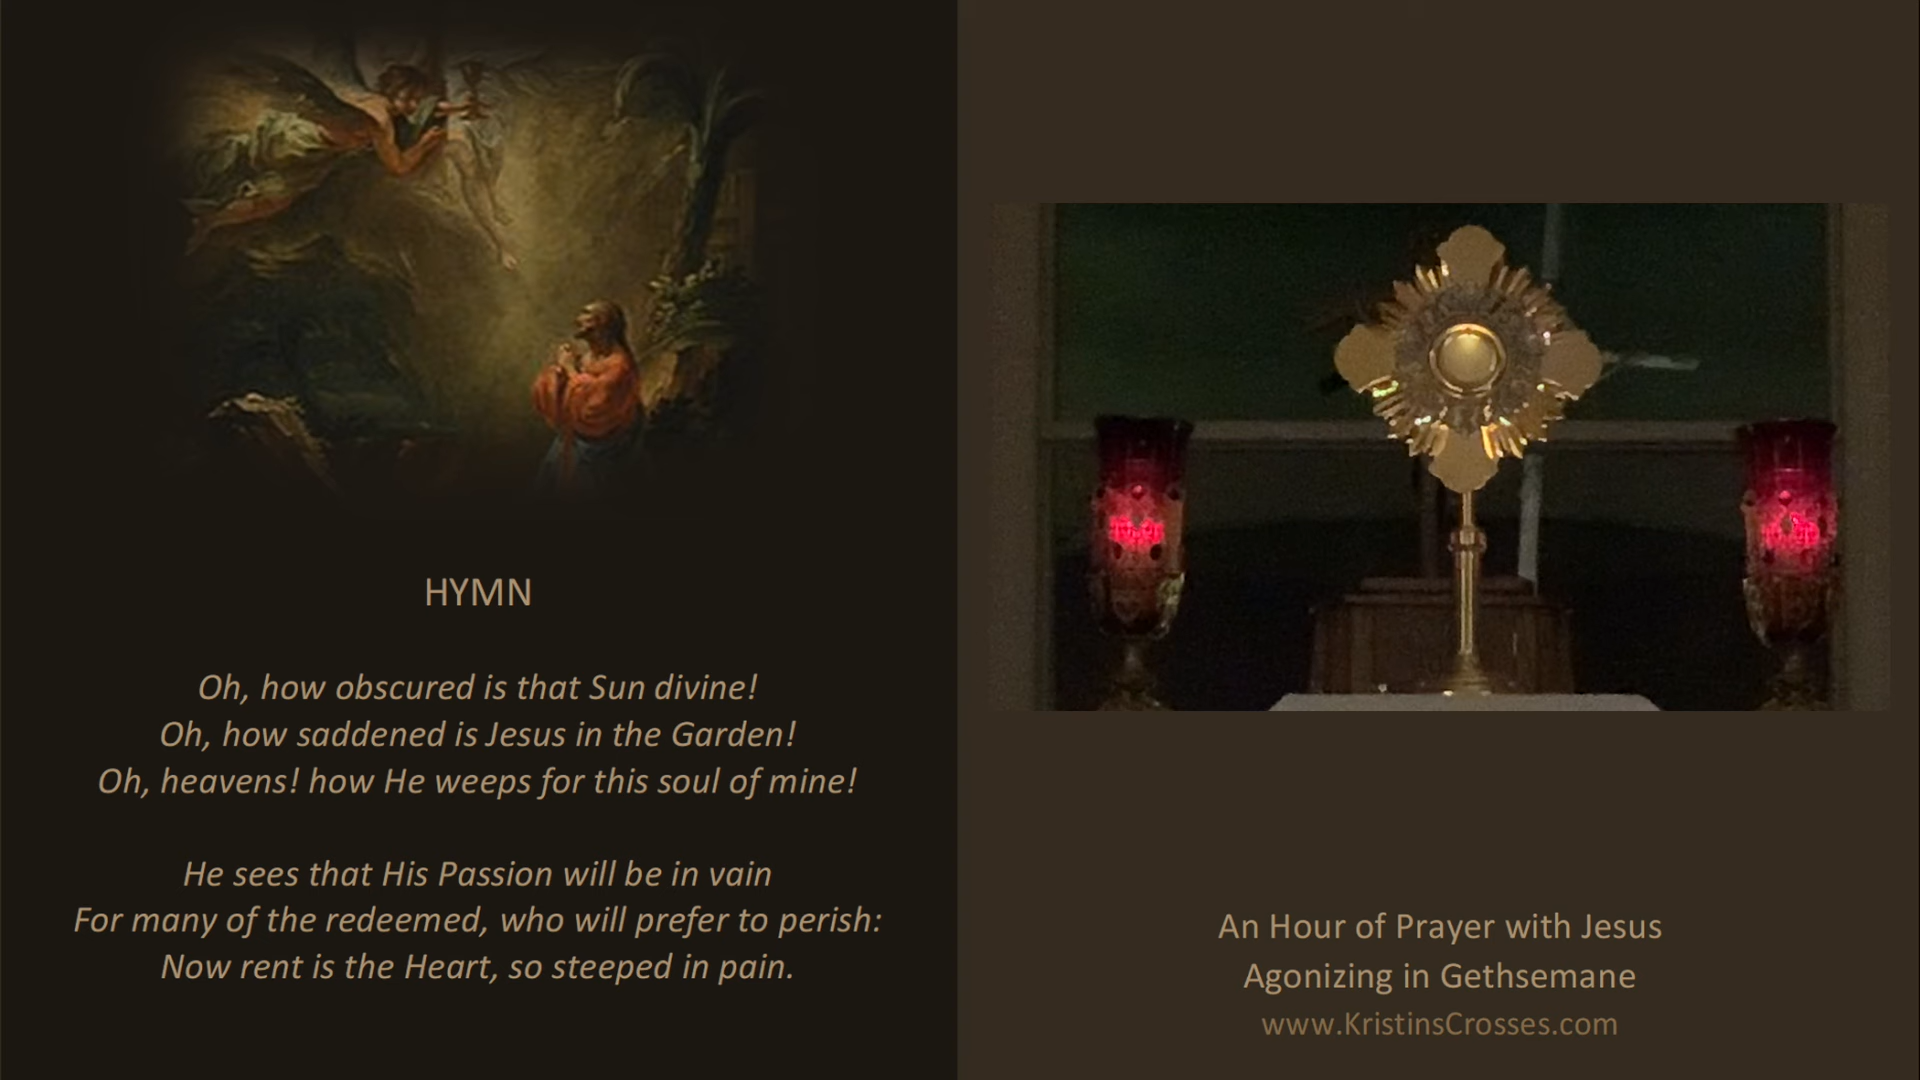 HYMN
Oh, how obscured is that Sun divine!
Oh, how saddened is Jesus in the Garden!
Oh, heavens! how He weeps for this soul of mine!
He sees that His Passion will be in vain
For many of the redeemed, who will prefer to perish:
Now rent is the Heart, so steeped in pain.
An Hour of Prayer with Jesus
Agonizing in Gethsemane
www.KristinsCrosses.com